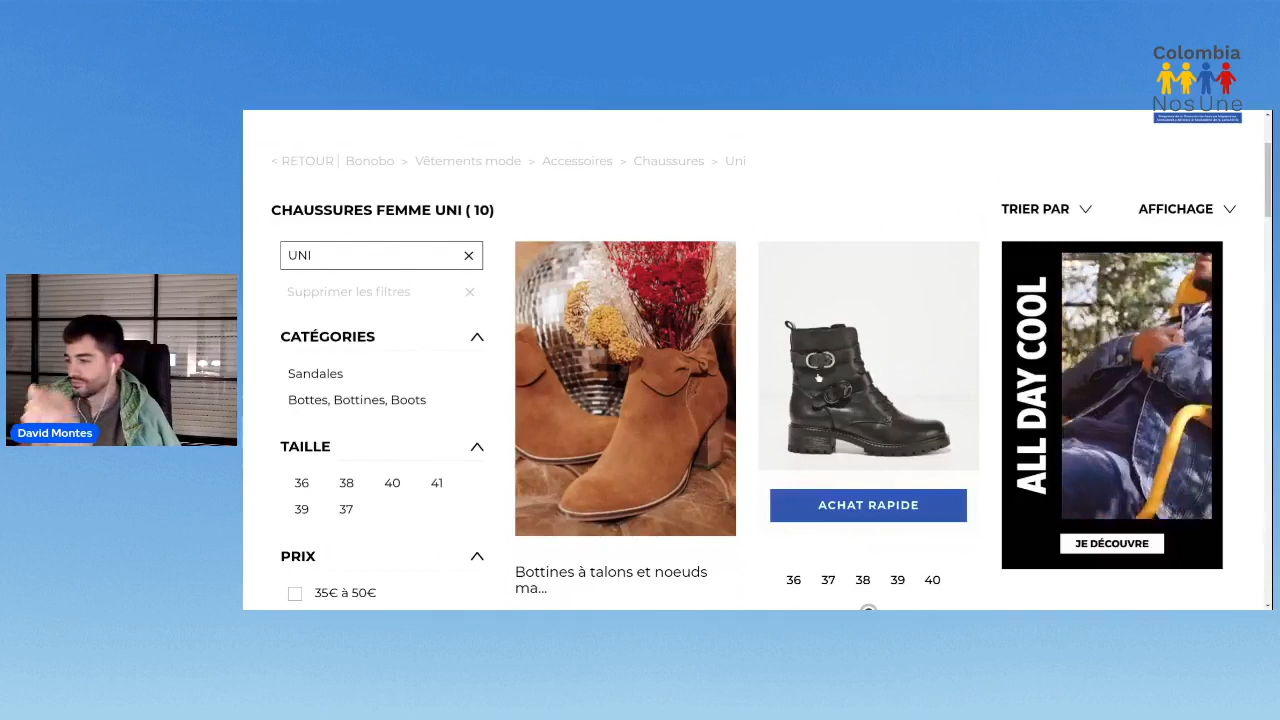 Colombia
NosUne
< RETOUR | Bonobo > Vêtements mode > Accessoires > Chaussures > Uni
CHAUSSURES FEMME UNI ( 10)
TRIER PAR
AFFICHAGE
UNI
Supprimer les filtres
CATÉGORIES
Sandales
Bottes, Bottines, Boots
TAILLE
36 38 40 41
39 37
PRIX
35€ à 50€
Bottines à talons et noeuds
ma...
ACHAT RAPIDE
36 37 38 39 40
ALL DAY COOL
JE DÉCOUVRE
David Montes